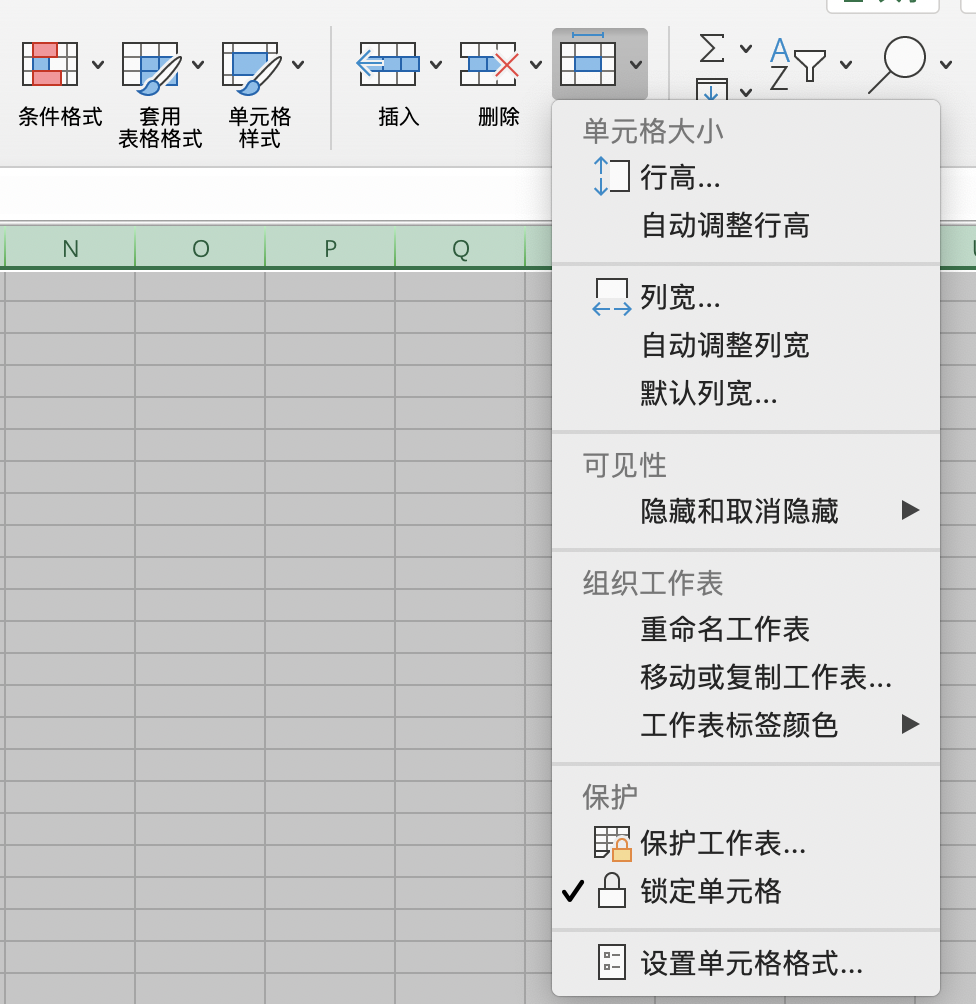 条件格式
套用
表格格式
单元格
样式
插入
删除
A
Z
N
O
P
Q
单元格大小
行高...
自动调整行高
列宽...
自动调整列宽
默认列宽...
可见性
隐藏和取消隐藏
组织工作表
重命名工作表
移动或复制工作表...
工作表标签颜色
保护
保护工作表...
锁定单元格
设置单元格格式...